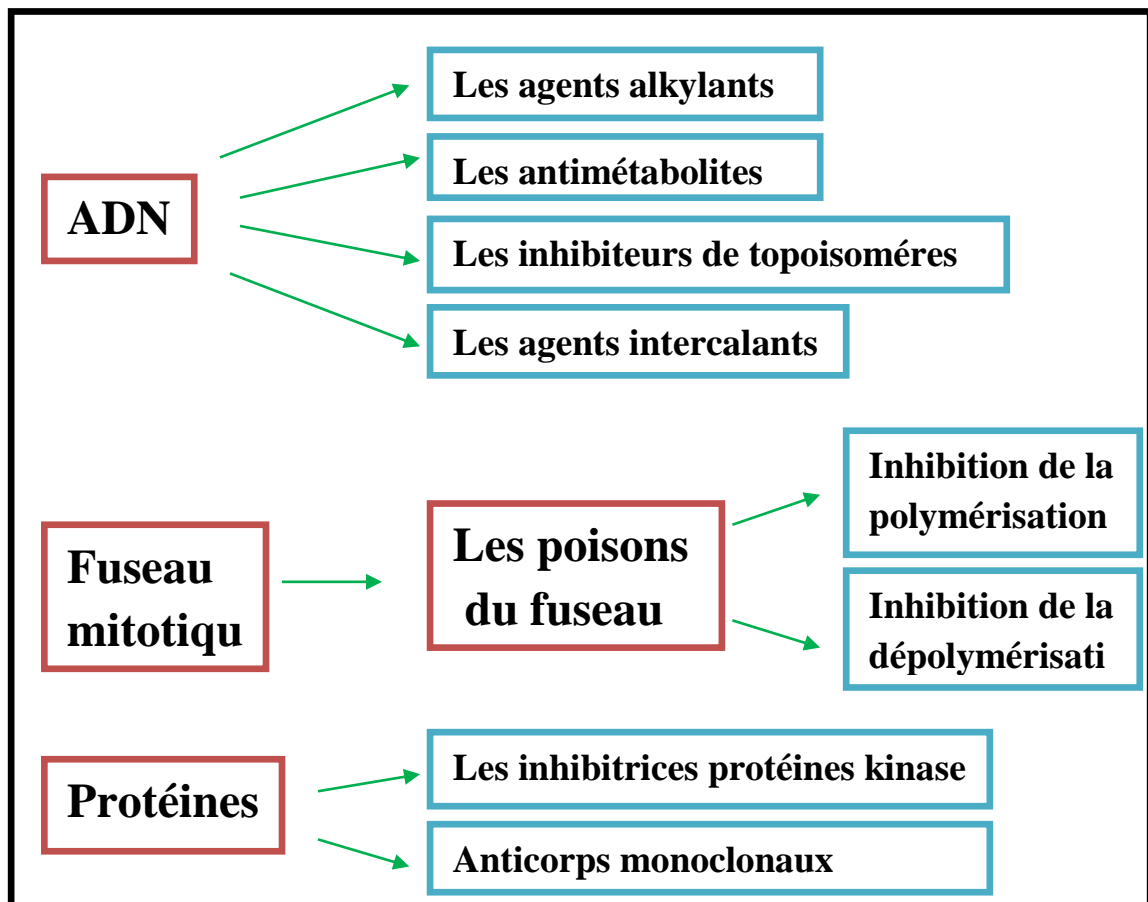 ADN
Les agents alkylants
Les antimétabolites
Les inhibiteurs de topoisoméres
Les agents intercalants
Fuseau
mitotiqu
Les poisons
du fuseau
Inhibition de la
polymérisation
Inhibition de la
dépolymérisati
Protéines
Les inhibitrices protéines kinase
Anticorps monoclonaux